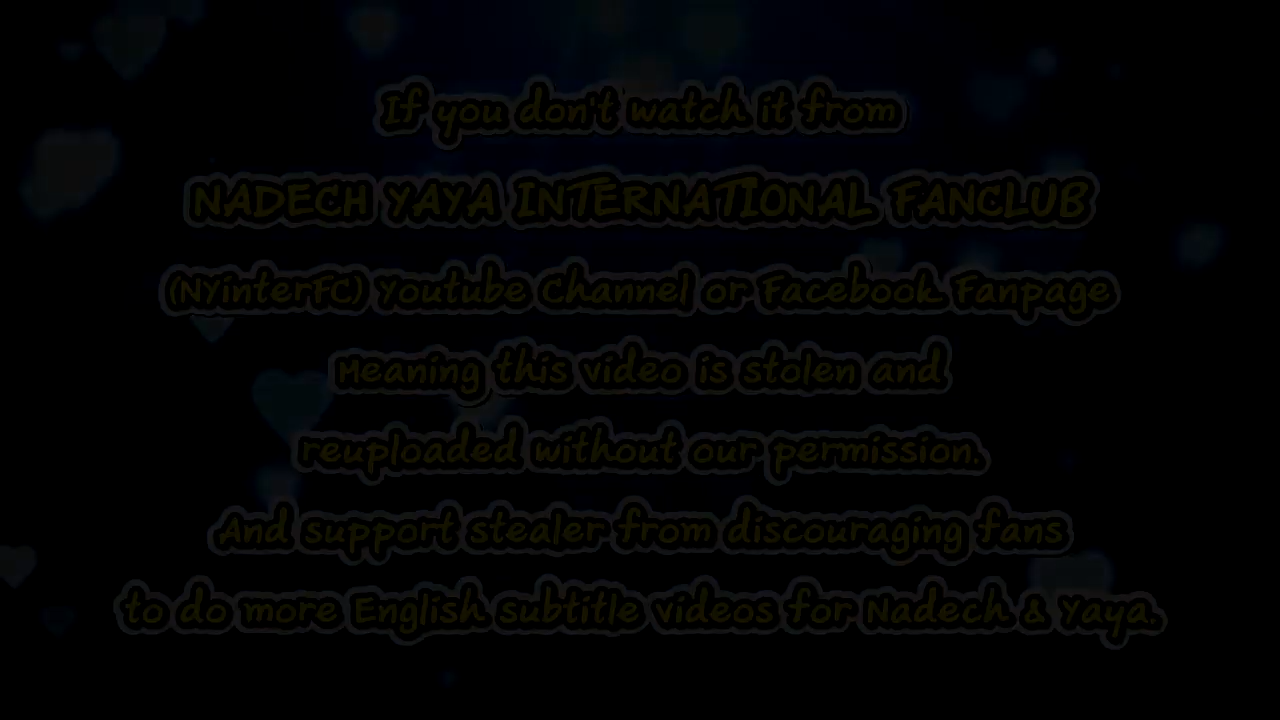 If you don't watch it from
NADECH YAYA INTERNATIONAL FANCLUB
(NYinterFC) Youtube Channel or Facebook Fanpage
Meaning this video is stolen and
reuploaded without our permission.
And support stealer from discouraging fans
to do more English subtitle videos for Nadech & Yaya.